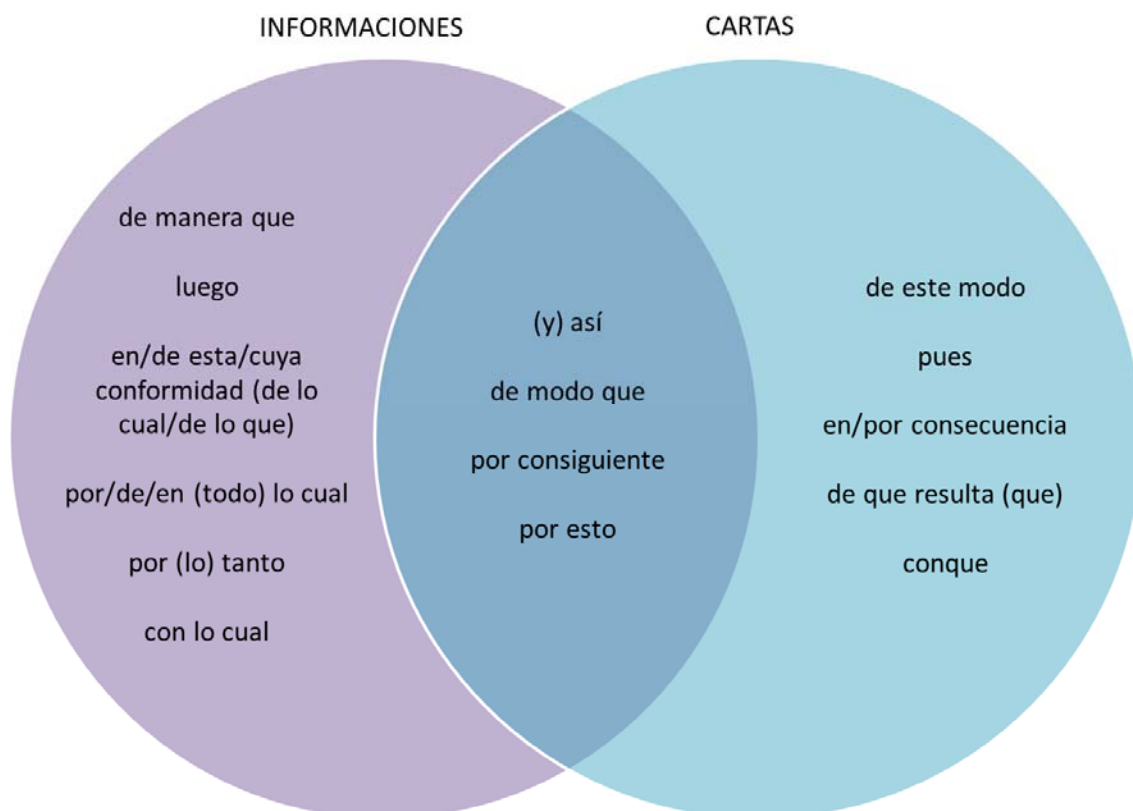 INFORMACIONES
CARTAS
de manera que
luego
en/de esta/cuya
conformidad (de lo
cual/de lo que)
por/de/en (todo) lo cual
por (lo) tanto
con lo cual
(y) así
de modo que
por consiguiente
por esto
de este modo
pues
en/por consecuencia
de que resulta (que)
conque